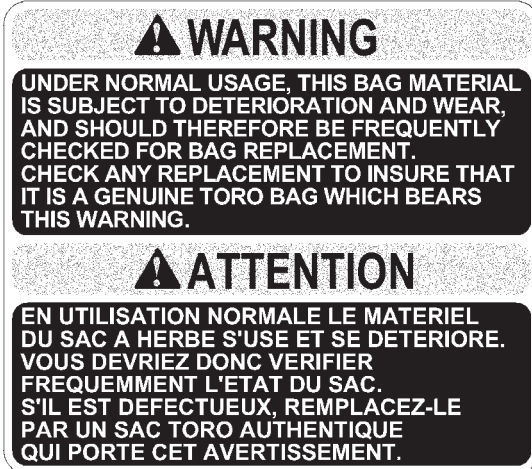 WARNING
UNDER NORMAL USAGE, THIS BAG MATERIAL
IS SUBJECT TO DETERIORATION AND WEAR,
AND SHOULD THEREFORE BE FREQUENTLY
CHECKED FOR BAG REPLACEMENT.
CHECK ANY REPLACEMENT TO INSURE THAT
IT IS A GENUINE TORO BAG WHICH BEARS
THIS WARNING.
ATTENTION
EN UTILISATION NORMALE LE MATERIEL
DU SAC A HERBE S'USE ET SE DETERIORE.
VOUS DEVRIEZ DONC VERIFIER
FREQUEMMENT L'ETAT DU SAC.
S'IL EST DEFECTUEUX, REMPLACEZ-LE
PAR UN SAC TORO AUTHENTIQUE
QUI PORTE CET AVERTISSEMENT.